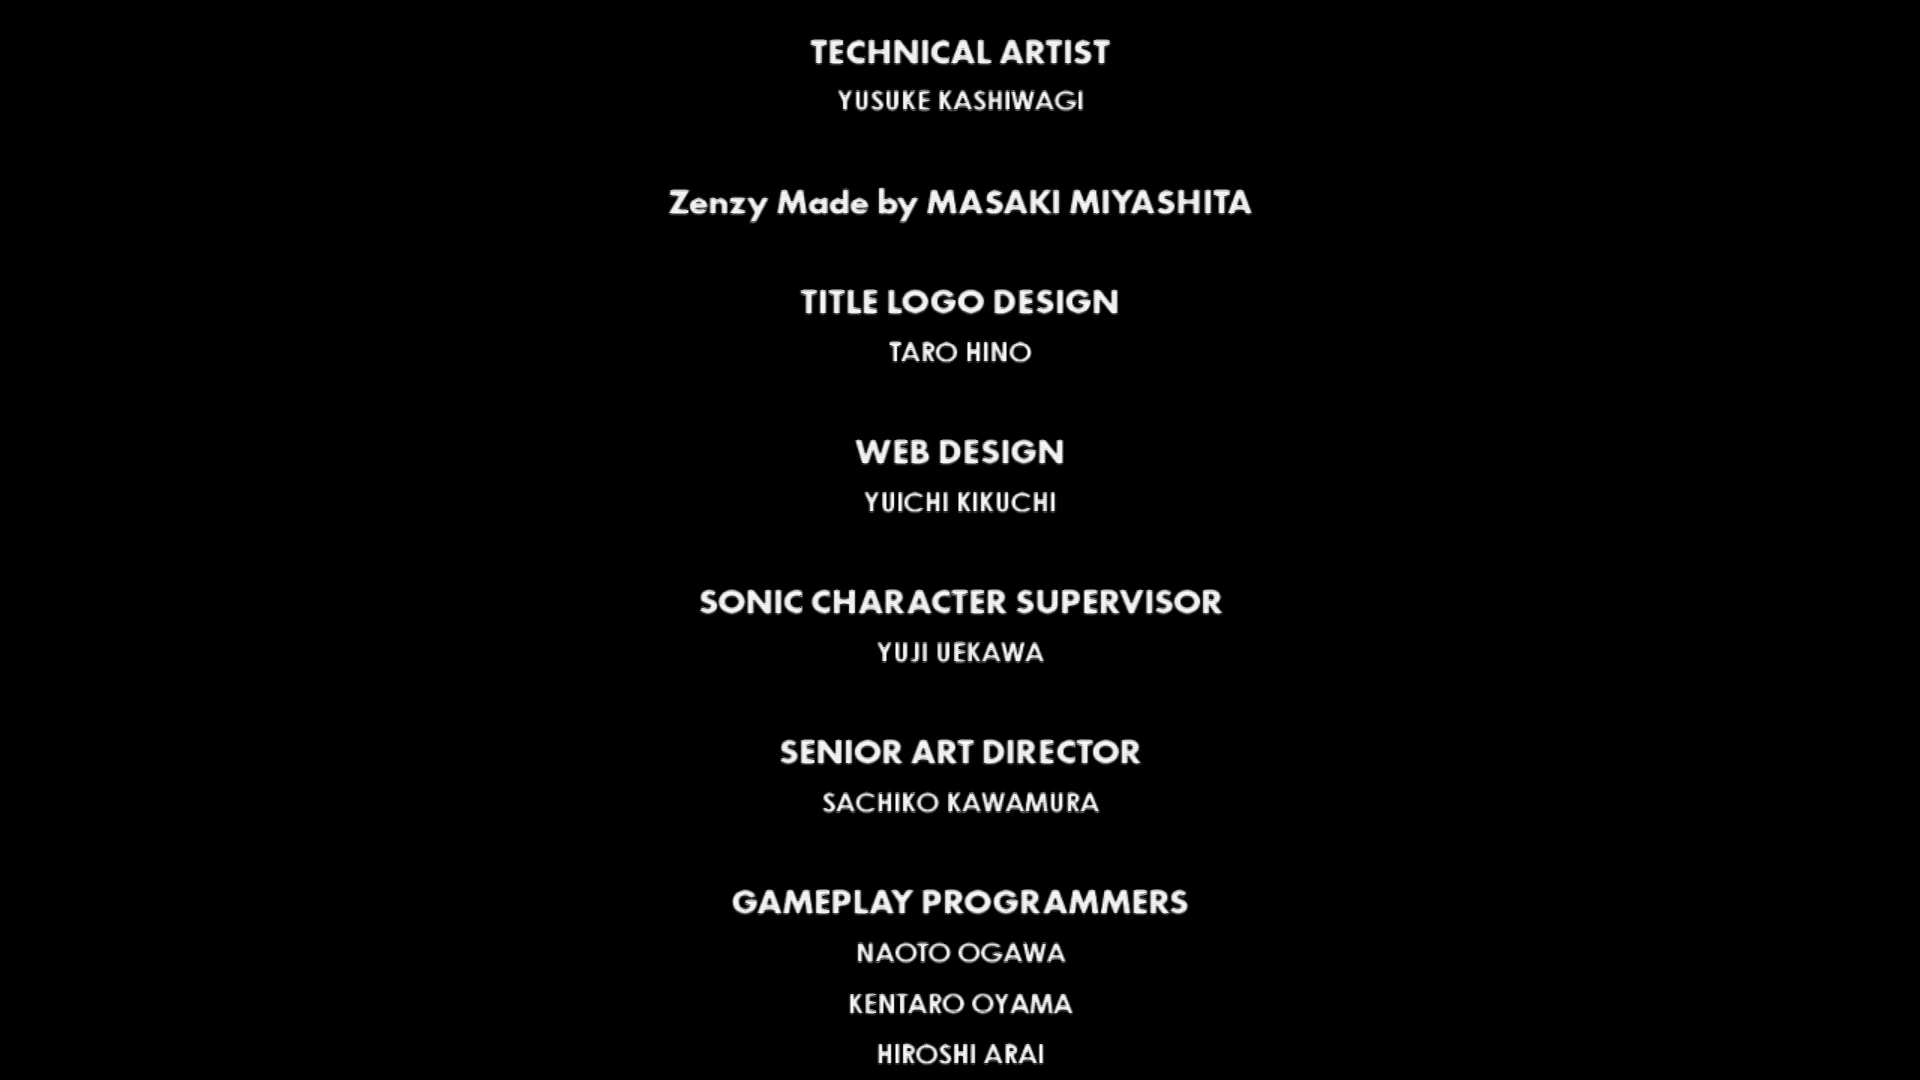 TECHNICAL ARTIST
YUSUKE KASHIWAGI
Zenzy Made by MASAKI MIYASHITA
TITLE LOGO DESIGN
TARO HINO
WEB DESIGN
YUICHI KIKUCHI
SONIC CHARACTER SUPERVISOR
YUJI UEKAWA
SENIOR ART DIRECTOR
SACHIKO KAWAMURA
GAMEPLAY PROGRAMMERS
NAOTO OGAWA
KENTARO OYAMA
HIROSHI ARAI